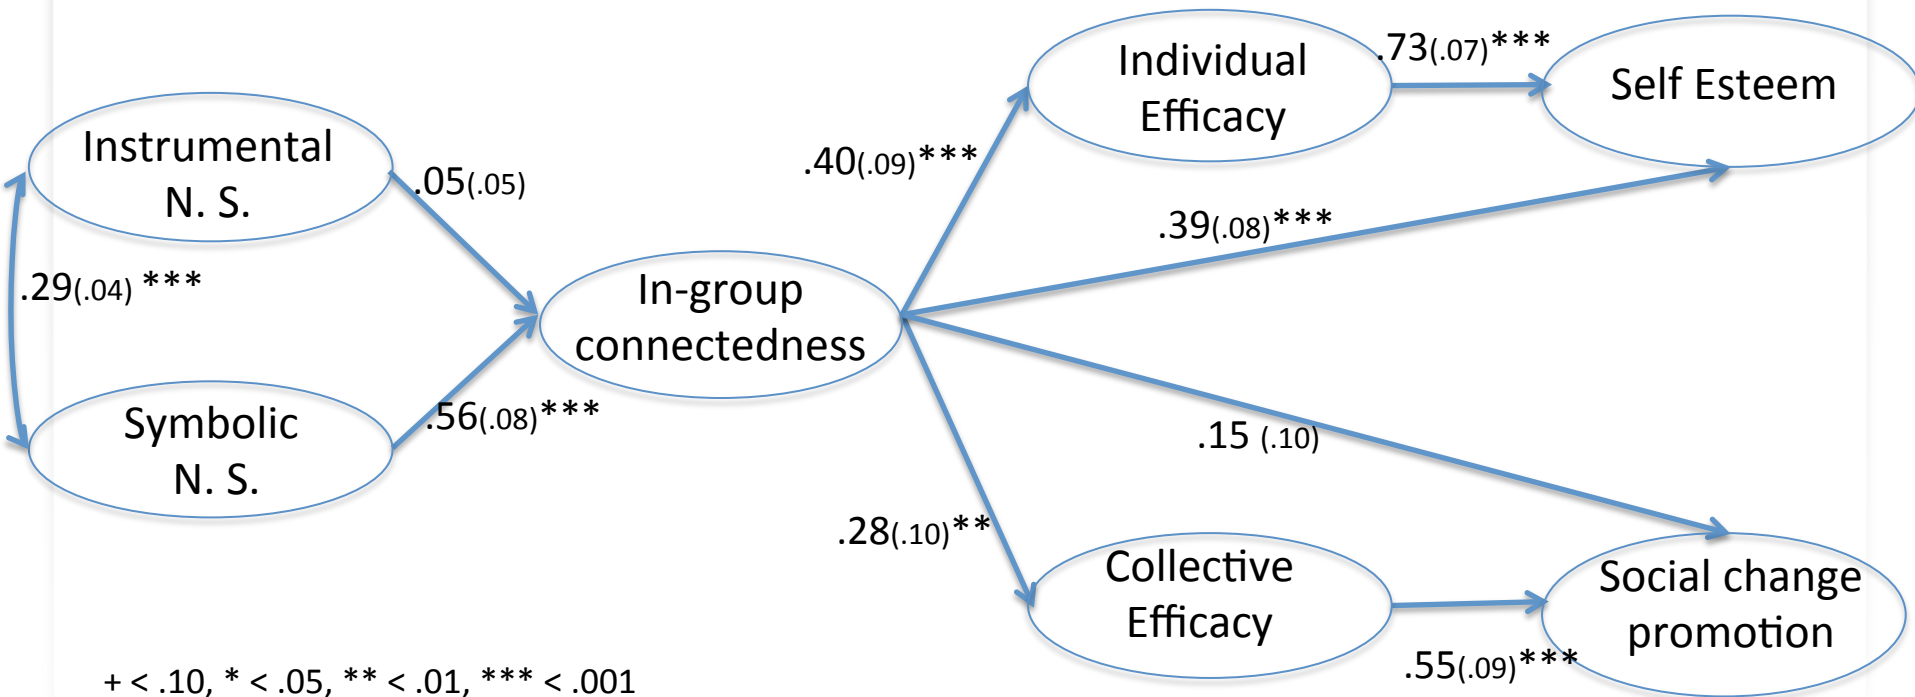 Instrumental
N. S.
.05(.05)
.29(.04) ***
Symbolic
N. S.
.56(.08)***
In-group
connectedness
.40(.09)***
Individual
Efficacy
.73(.07)***
Self Esteem
.39(.08)***
.15 (.10)
.28(.10)**
Collective
Efficacy
.55(.09)***
Social change
promotion
+ < .10, * < .05, ** < .01, *** < .001